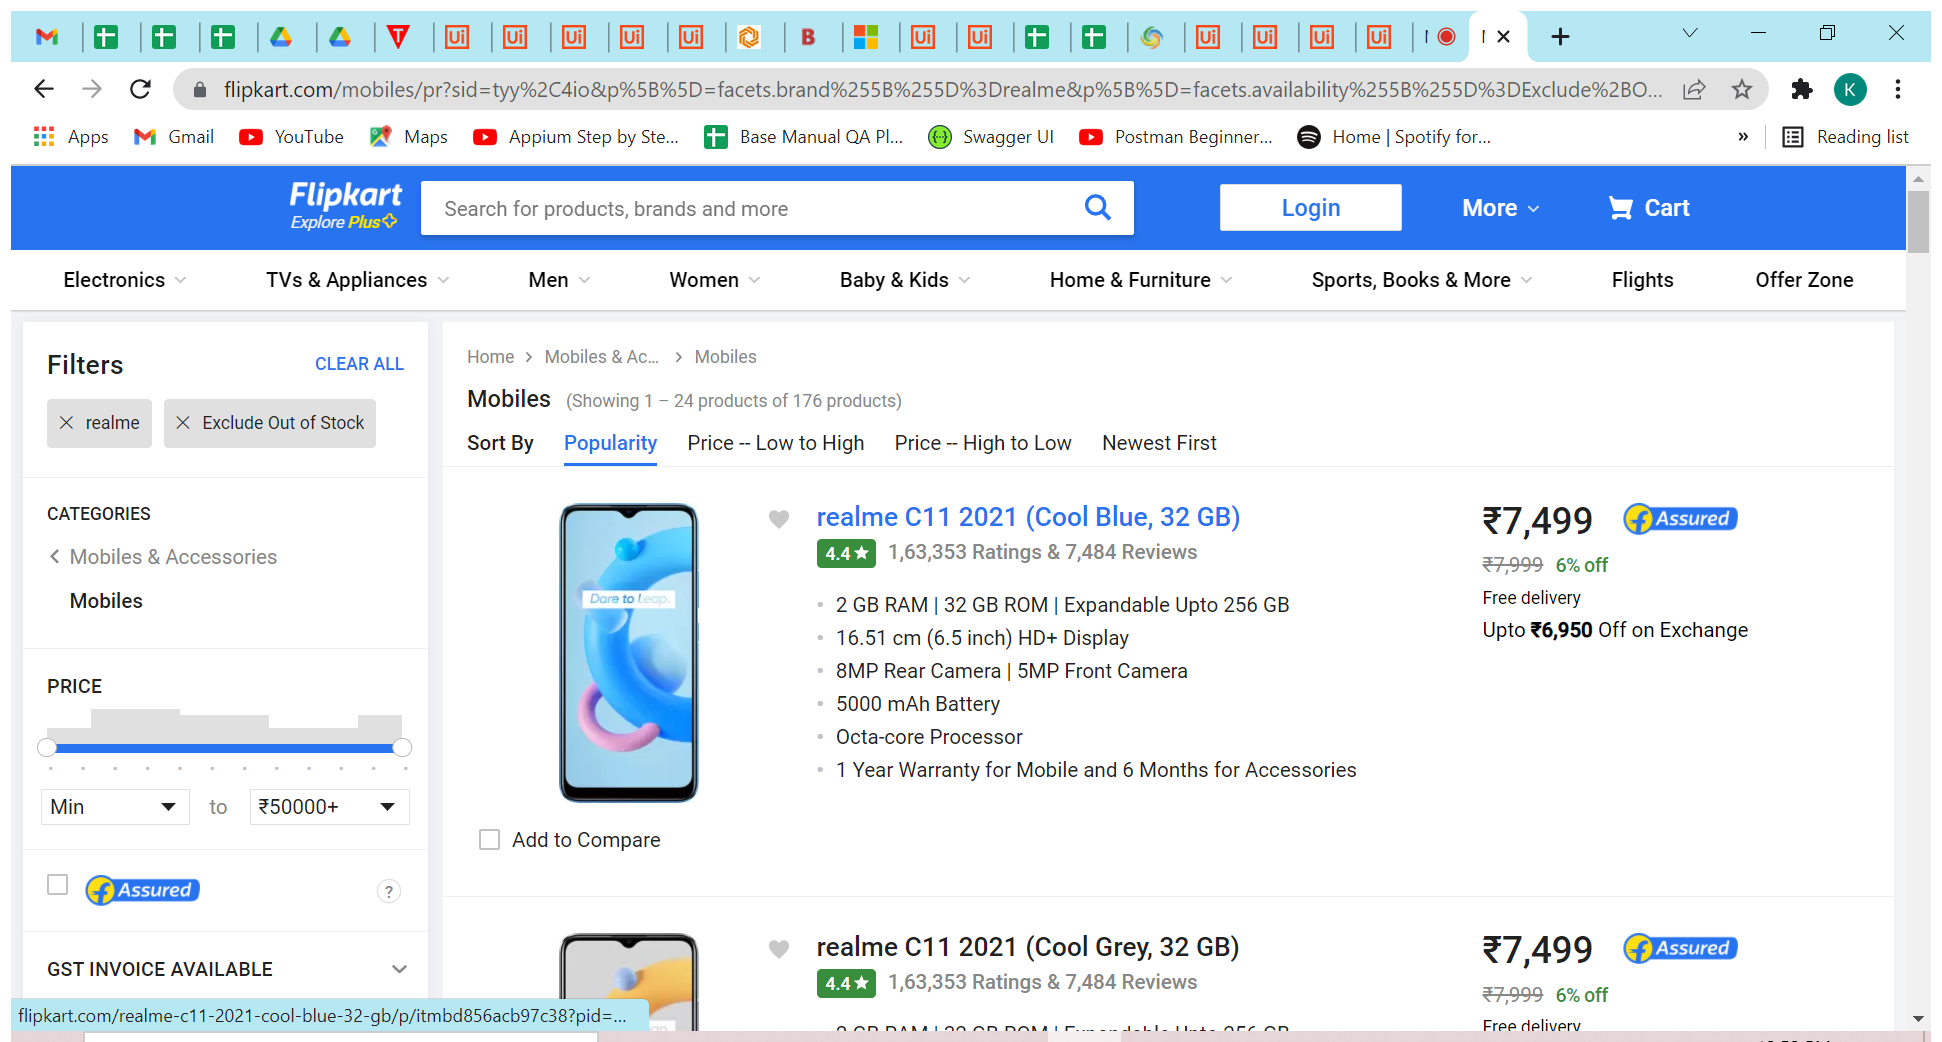 flipkart.com/mobiles/pr?sid=tyy%2C4io&p%5B%5D=facets.brand%255B%255D%3Drealme&p%5B%5D=facets.availability%255B%255D%3DExclude%2BO...
K
Apps Gmail YouTube Maps Appium Step by Ste... Base Manual QA Pl... Swagger UI Postman Beginner... Home | Spotify for... » Reading list
Flipkart
Explore Plus
Search for products, brands and more
Login
More
Cart
Electronics TVs & Appliances Men Women Baby & Kids Home & Furniture Sports, Books & More Flights Offer Zone
Filters
CLEAR ALL
realme
Exclude Out of Stock
CATEGORIES
Mobiles & Accessories
Mobiles
PRICE
Min to ₹50000+
Assured
?
GST INVOICE AVAILABLE
Home > Mobiles & Ac... > Mobiles
Mobiles (Showing 1 – 24 products of 176 products)
Sort By Popularity Price -- Low to High Price -- High to Low Newest First
Dare to Leap.
Add to Compare
realme C11 2021 (Cool Blue, 32 GB)
4.4★ 1,63,353 Ratings & 7,484 Reviews
2 GB RAM | 32 GB ROM | Expandable Upto 256 GB
16.51 cm (6.5 inch) HD+ Display
8MP Rear Camera | 5MP Front Camera
5000 mAh Battery
Octa-core Processor
1 Year Warranty for Mobile and 6 Months for Accessories
₹7,499
Assured
₹7,999 6% off
Free delivery
Upto ₹6,950 Off on Exchange
realme C11 2021 (Cool Grey, 32 GB)
4.4★ 1,63,353 Ratings & 7,484 Reviews
2 GB RAM | 32 GB ROM | Expandable Upto 256 GB
₹7,499
Assured
₹7,999 6% off
Free delivery
flipkart.com/realme-c11-2021-cool-blue-32-gb/p/itmbd856acb97c38?pid=...